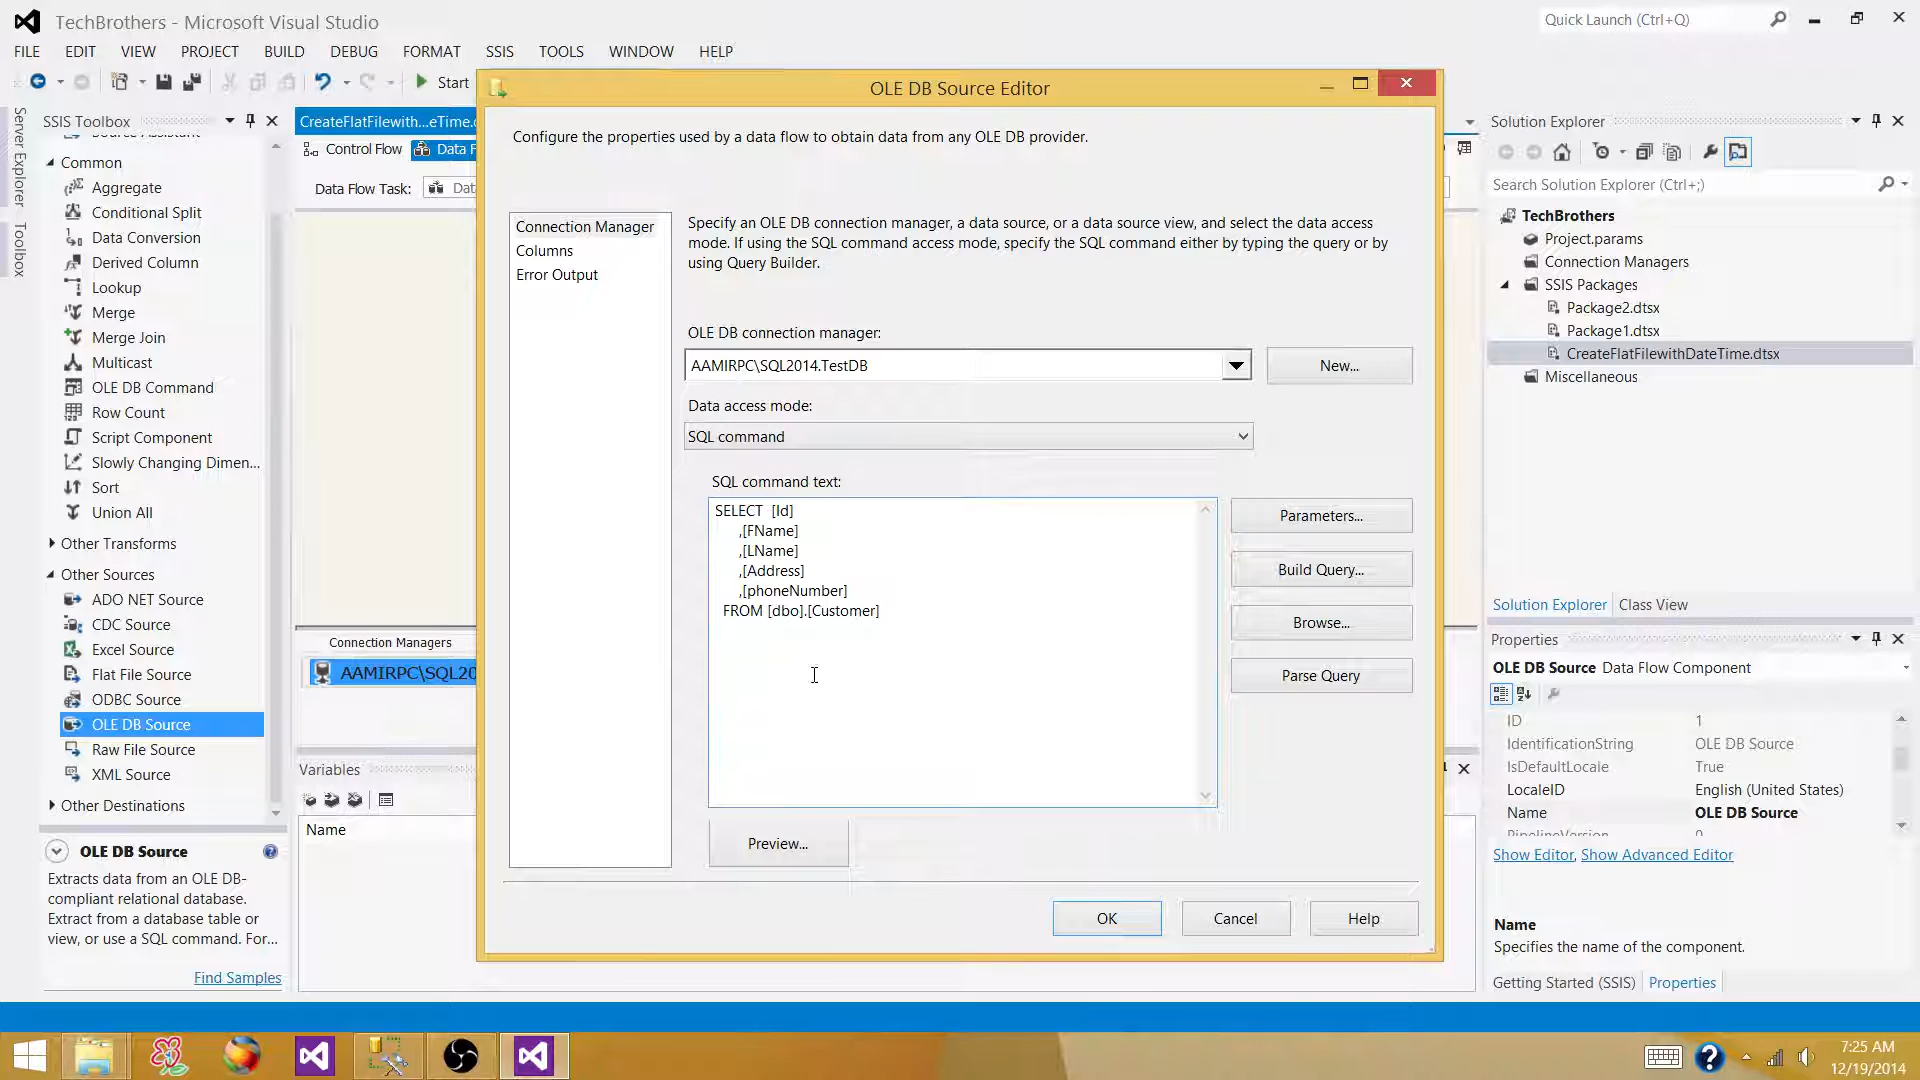 TechBrothers - Microsoft Visual Studio
Quick Launch (Ctrl+Q)
FILE EDIT VIEW PROJECT BUILD DEBUG FORMAT SSIS TOOLS WINDOW HELP
Start
Server Explorer
Toolbox
SSIS Toolbox
Source Assistant
Common
Aggregate
Conditional Split
Data Conversion
Derived Column
Lookup
Merge
Merge Join
Multicast
OLE DB Command
Row Count
Script Component
Slowly Changing Dimen...
Sort
Union All
Other Transforms
Other Sources
ADO NET Source
CDC Source
Excel Source
Flat File Source
ODBC Source
OLE DB Source
Raw File Source
XML Source
Other Destinations
OLE DB Source
Extracts data from an OLE DB-
compliant relational database.
Extract from a database table or
view, or use a SQL command. For...
Find Samples
CreateFlatFilewith...eTime.
Control Flow
Data F
Data Flow Task:
Dat
Connection Managers
AAMIRPC\SQL20
Variables
Name
OLE DB Source Editor
Configure the properties used by a data flow to obtain data from any OLE DB provider.
Connection Manager
Columns
Error Output
Specify an OLE DB connection manager, a data source, or a data source view, and select the data access
mode. If using the SQL command access mode, specify the SQL command either by typing the query or by
using Query Builder.
OLE DB connection manager:
AAMIRPC\SQL2014.TestDB
New...
Data access mode:
SQL command
SQL command text:
SELECT [Id]
,[FName]
,[LName]
,[Address]
,[phoneNumber]
FROM [dbo].[Customer]
Parameters...
Build Query...
Browse...
Parse Query
Preview...
OK
Cancel
Help
Solution Explorer
Search Solution Explorer (Ctrl+;)
TechBrothers
Project.params
Connection Managers
SSIS Packages
Package2.dtsx
Package1.dtsx
CreateFlatFilewithDateTime.dtsx
Miscellaneous
Solution Explorer Class View
Properties
OLE DB Source Data Flow Component
ID 1
IdentificationString OLE DB Source
IsDefaultLocale True
LocaleID English (United States)
Name OLE DB Source
PipelineVersion 0
Show Editor, Show Advanced Editor
Name
Specifies the name of the component.
Getting Started (SSIS) Properties
7:25 AM
12/19/2014